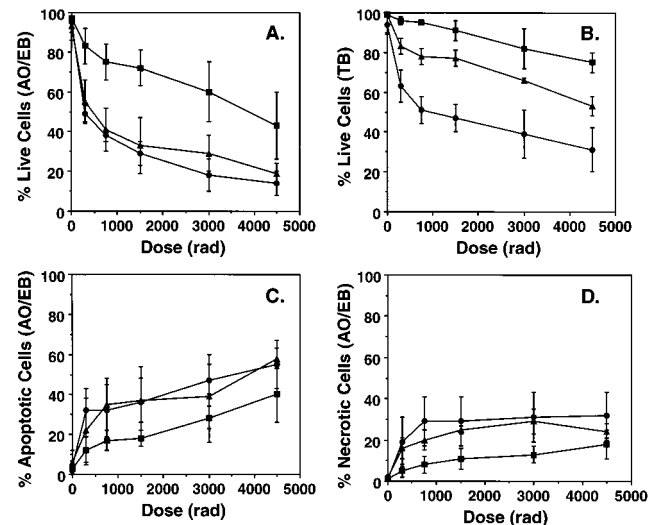 A.
% Live Cells (AO/EB)
100
80
60
40
20
0
0 1000 2000 3000 4000 5000
Dose (rad)
B.
% Live Cells (TB)
100
80
60
40
20
0
0 1000 2000 3000 4000 5000
Dose (rad)
C.
% Apoptotic Cells (AO/EB)
100
80
60
40
20
0
0 1000 2000 3000 4000 5000
Dose (rad)
D.
% Necrotic Cells (AO/EB)
100
80
60
40
20
0
0 1000 2000 3000 4000 5000
Dose (rad)